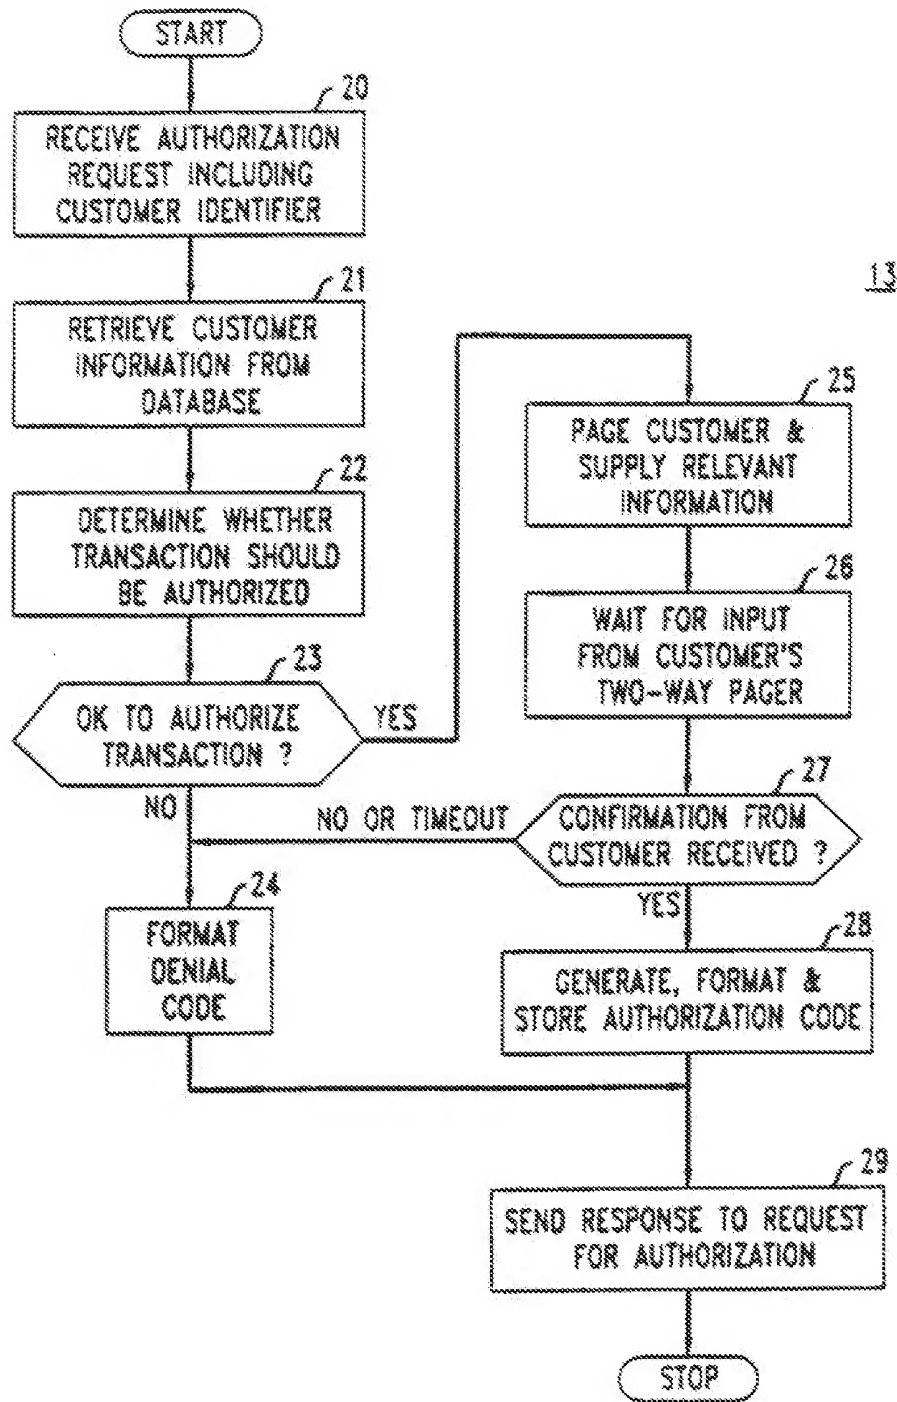 START
20
RECEIVE AUTHORIZATION
REQUEST INCLUDING
CUSTOMER IDENTIFIER
21
RETRIEVE CUSTOMER
INFORMATION FROM
DATABASE
22
DETERMINE WHETHER
TRANSACTION SHOULD
BE AUTHORIZED
23
OK TO AUTHORIZE
TRANSACTION ?
YES
NO
24
FORMAT
DENIAL
CODE
13
25
PAGE CUSTOMER &
SUPPLY RELEVANT
INFORMATION
26
WAIT FOR INPUT
FROM CUSTOMER'S
TWO-WAY PAGER
27
CONFIRMATION FROM
CUSTOMER RECEIVED ?
NO OR TIMEOUT
YES
28
GENERATE, FORMAT &
STORE AUTHORIZATION CODE
29
SEND RESPONSE TO REQUEST
FOR AUTHORIZATION
STOP